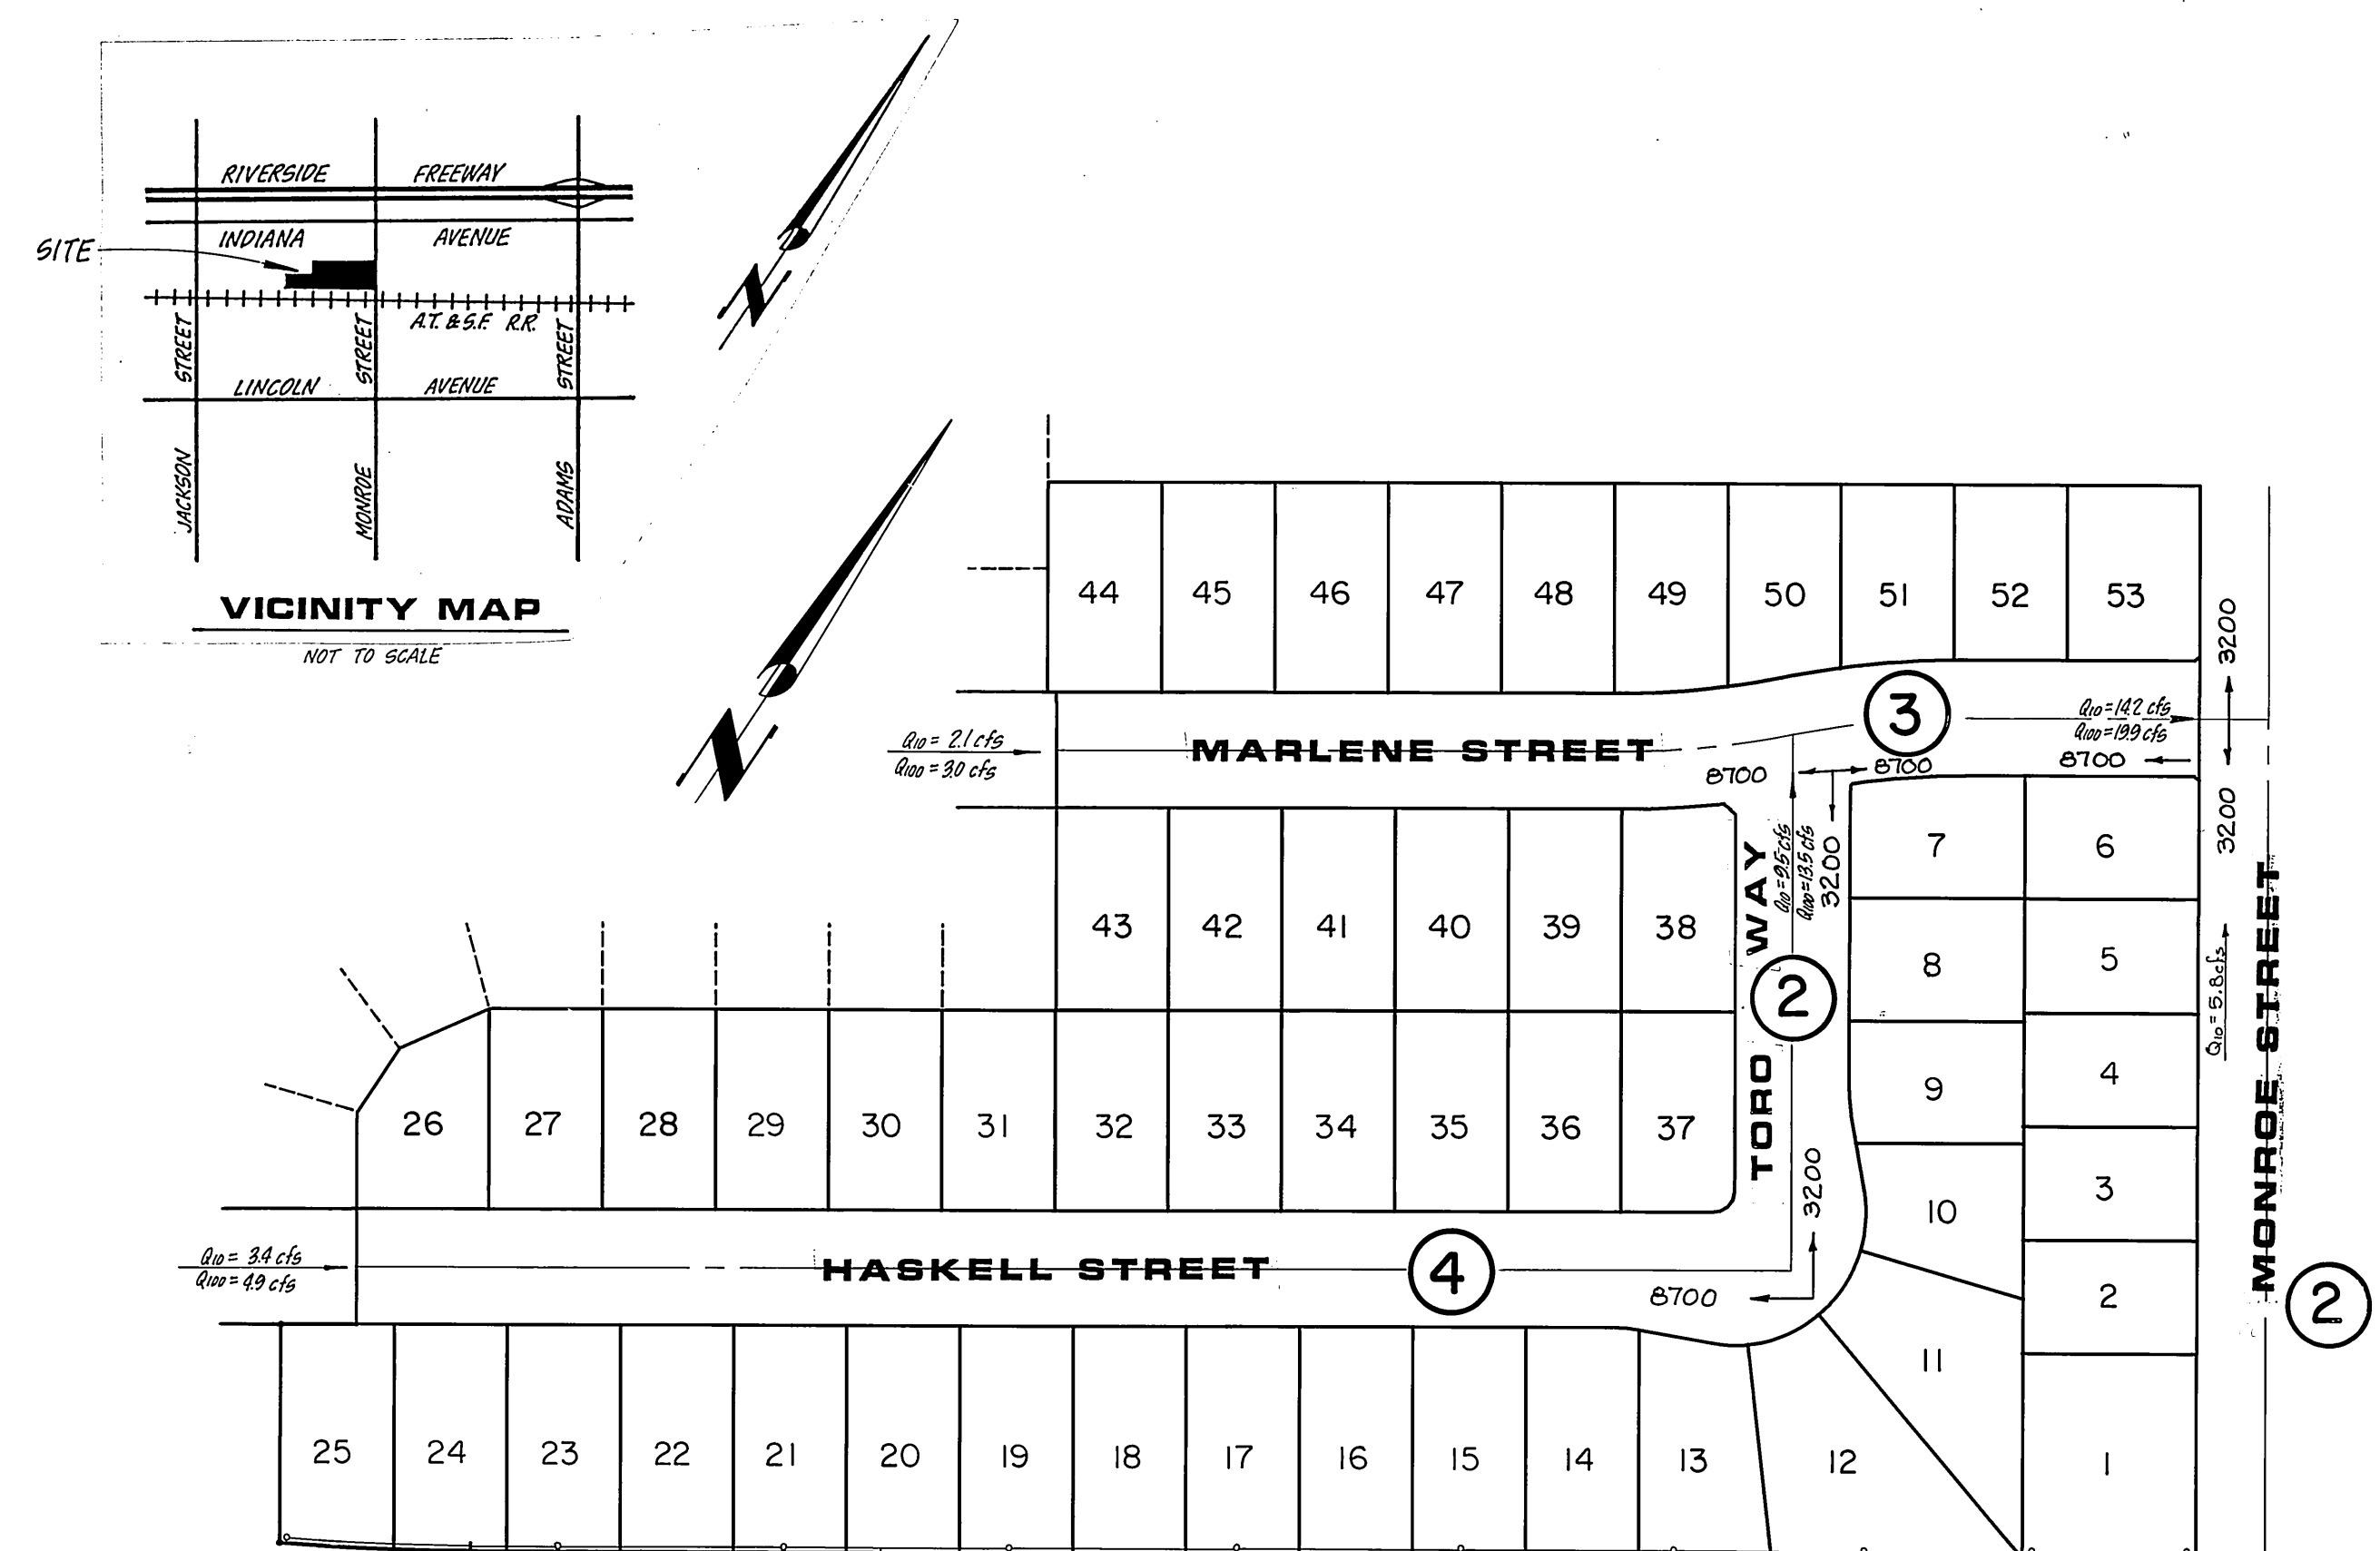 RIVERSIDE FREEWAY
INDIANA AVENUE
SITE
A.T. & S.F. R.R.
STREET
STREET
STREET
LINCOLN AVENUE
JACKSON
MONROE
ADAMS
VICINITY MAP
NOT TO SCALE
N
N
44 45 46 47 48 49 50 51 52 53
3200
3
Q10 = 14.2 cfs
Q100 = 19.9 cfs
Q10 = 2.1 cfs
Q100 = 3.0 cfs
MARLENE STREET
8700
8700
8700
3200
3200
Q10 = 9.5 cfs
Q100 = 13.5 cfs
TORO WAY
2
3200
7 6
43 42 41 40 39 38
8 5
Q10 = 5.8 cfs
MONROE STREET
2
9 4
26 27 28 29 30 31 32 33 34 35 36 37
10 3
2
Q10 = 3.4 cfs
Q100 = 4.9 cfs
HASKELL STREET
4
8700
11
25 24 23 22 21 20 19 18 17 16 15 14 13 12 1